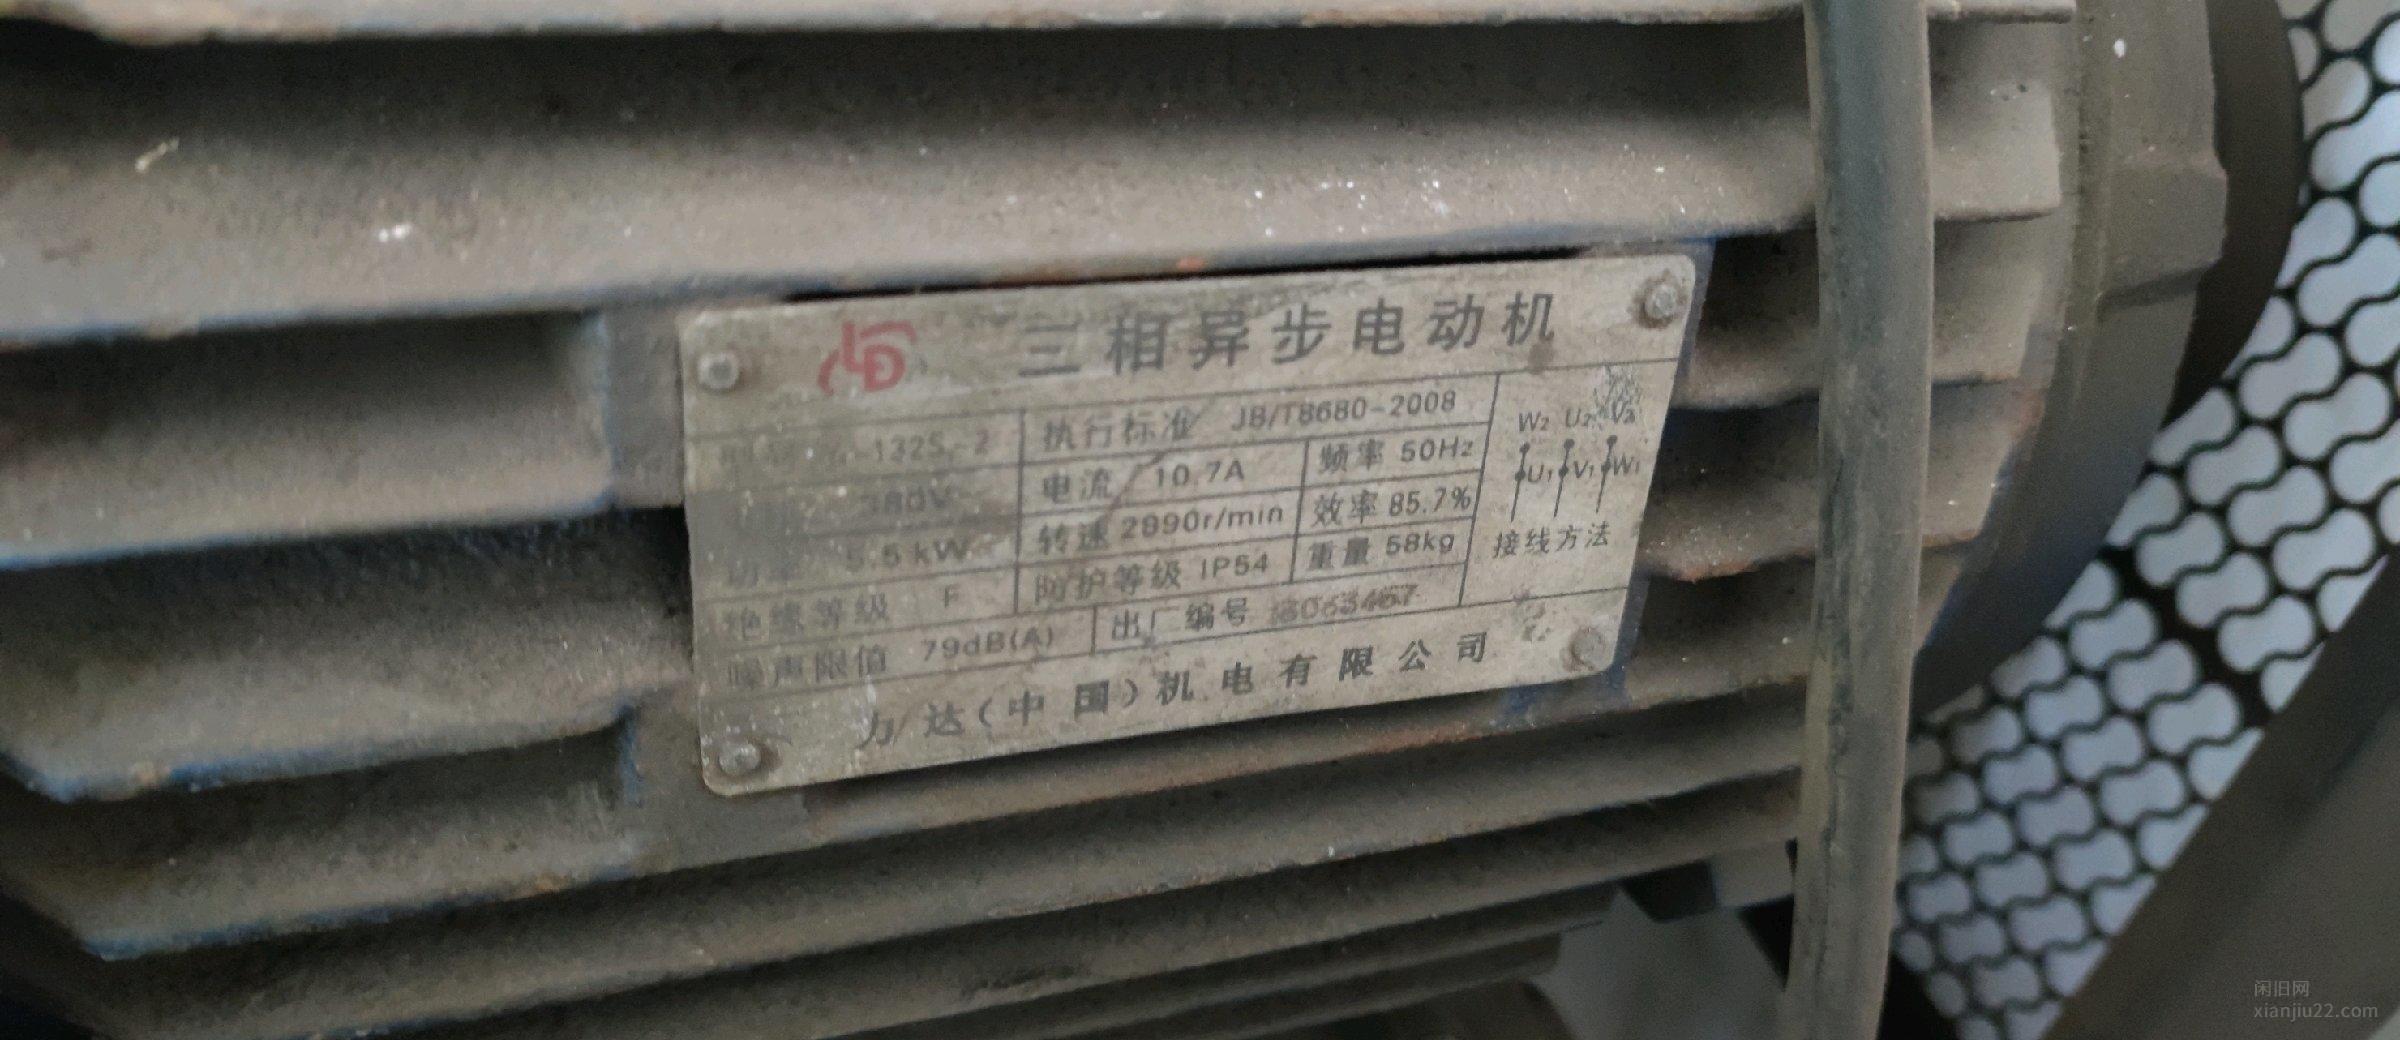 LD 三相异步电动机
132S1-2 执行标准 JB/T8680-2008
380V 电流 10.7A 频率 50Hz
功率 5.5kW 转速 2890r/min 效率 85.7%
绝缘等级 F 防护等级 IP54 重量 58kg
噪声限值 79dB(A) 出厂编号
W2 U2 V2
U1 V1 W1
接线方法
力达(中国)机电有限公司
闲旧网
xianjiu22.com